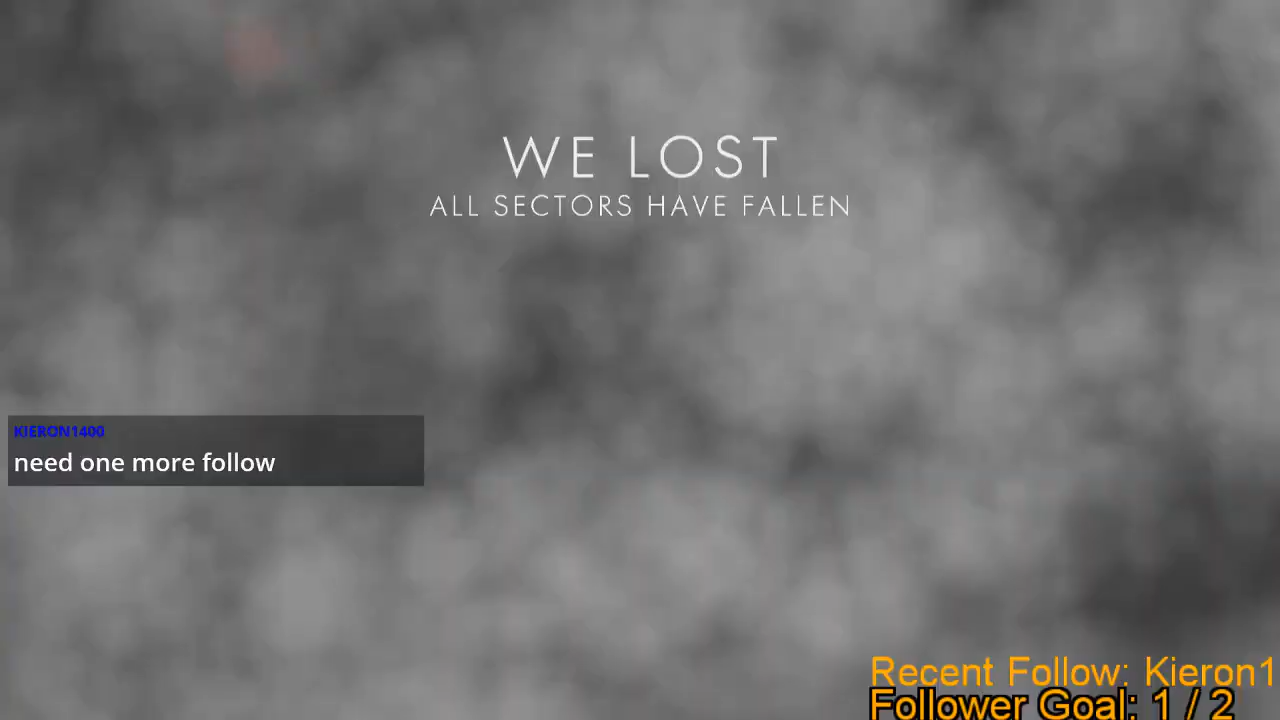 WE LOST
ALL SECTORS HAVE FALLEN
KIERON1400
need one more follow
Recent Follow: Kieron1
Follower Goal: 1 / 2